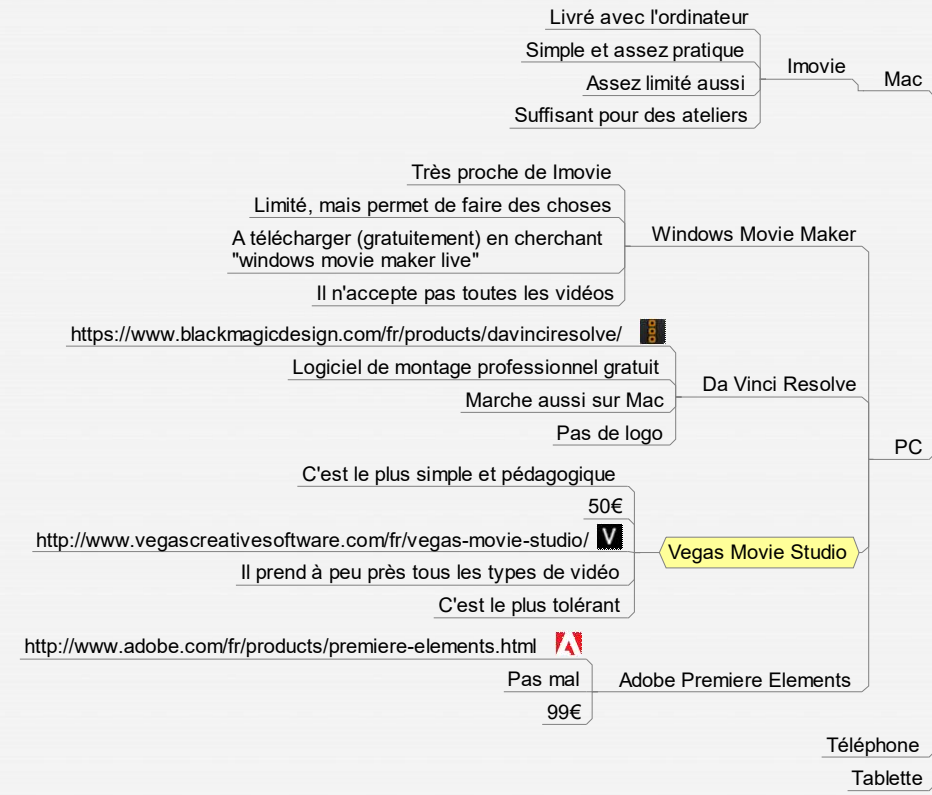 Livré avec l'ordinateur
Simple et assez pratique
Assez limité aussi
Suffisant pour des ateliers
Imovie
Mac
Très proche de Imovie
Limité, mais permet de faire des choses
A télécharger (gratuitement) en cherchant
"windows movie maker live"
Il n'accepte pas toutes les vidéos
Windows Movie Maker
https://www.blackmagicdesign.com/fr/products/davinciresolve/
Logiciel de montage professionnel gratuit
Marche aussi sur Mac
Pas de logo
Da Vinci Resolve
PC
C'est le plus simple et pédagogique
50€
http://www.vegascreativesoftware.com/fr/vegas-movie-studio/
V
Il prend à peu près tous les types de vidéo
C'est le plus tolérant
Vegas Movie Studio
http://www.adobe.com/fr/products/premiere-elements.html
Pas mal
99€
Adobe Premiere Elements
Téléphone
Tablette